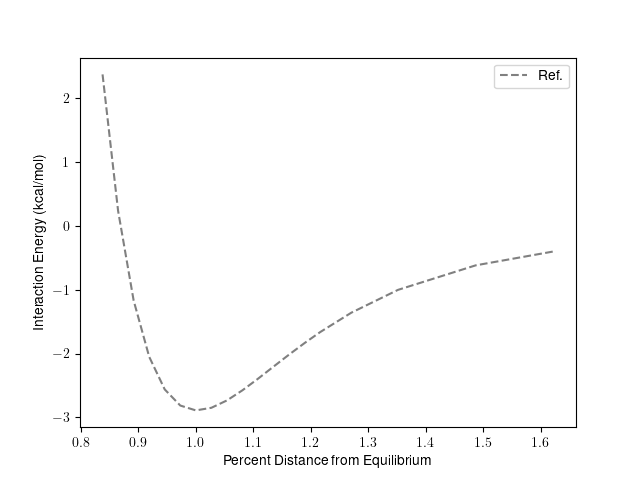 Ref.
2
1
0
−1
−2
−3
Interaction Energy (kcal/mol)
0.8 0.9 1.0 1.1 1.2 1.3 1.4 1.5 1.6
Percent Distance from Equilibrium